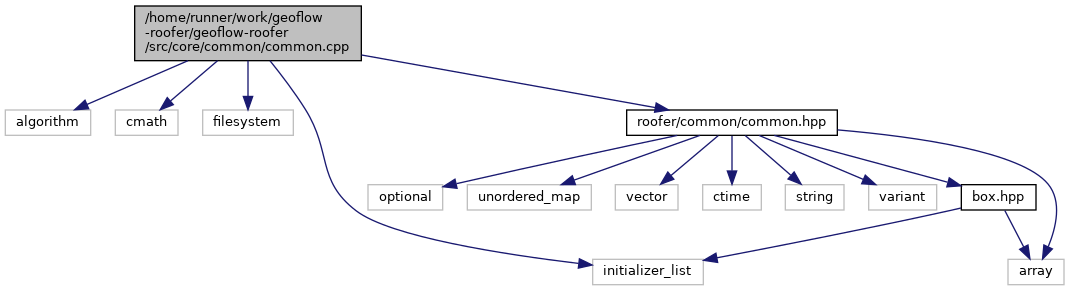 /home/runner/work/geoflow
-roofer/geoflow-roofer
/src/core/common/common.cpp
algorithm
cmath
filesystem
roofer/common/common.hpp
optional
unordered_map
vector
ctime
string
variant
box.hpp
initializer_list
array